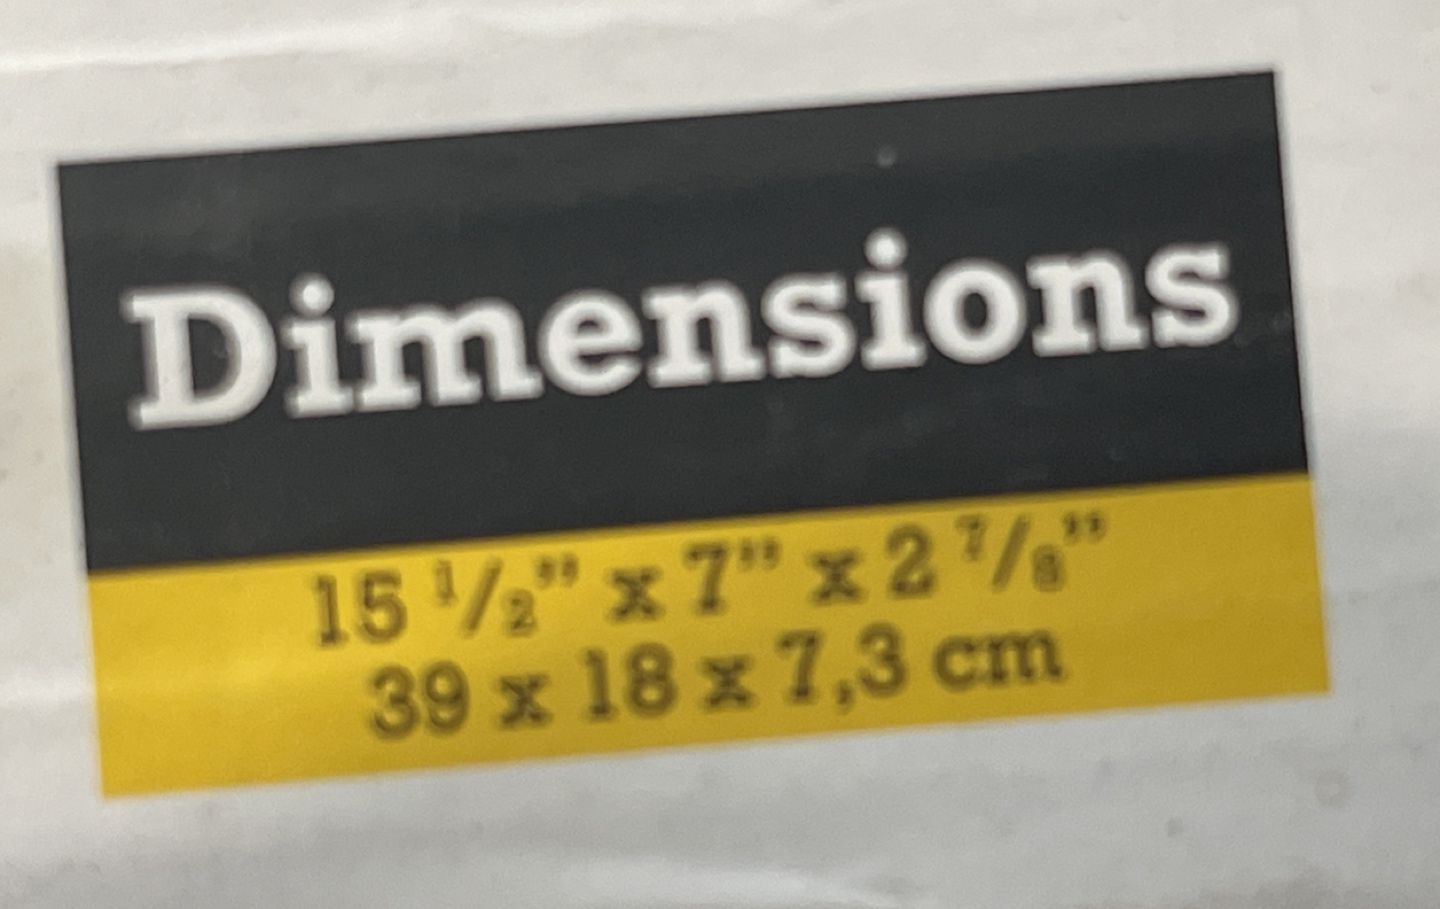 Dimensions
15 1/2” x 7” x 2 7/8”
39 x 18 x 7,3 cm